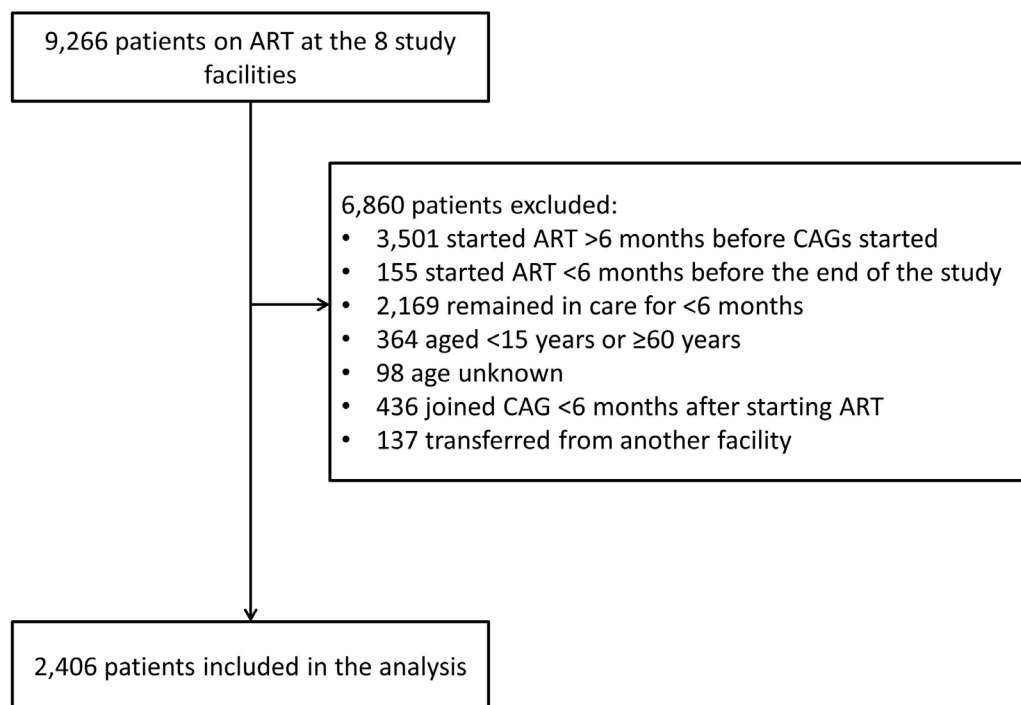 9,266 patients on ART at the 8 study
facilities
6,860 patients excluded:
• 3,501 started ART >6 months before CAGs started
• 155 started ART <6 months before the end of the study
• 2,169 remained in care for <6 months
• 364 aged <15 years or ≥60 years
• 98 age unknown
• 436 joined CAG <6 months after starting ART
• 137 transferred from another facility
2,406 patients included in the analysis